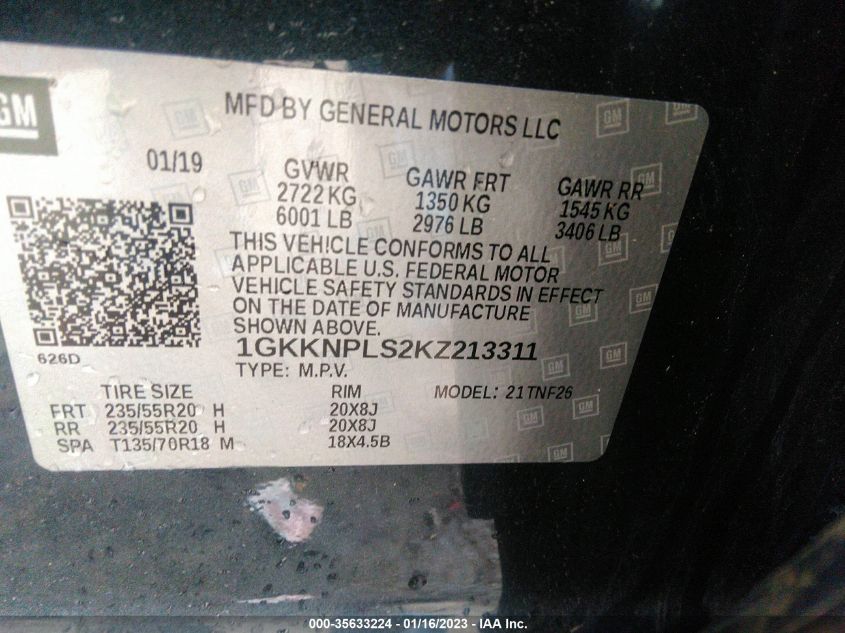 GM
MFD BY GENERAL MOTORS LLC
01/19
GVWR
2722 KG
6001 LB
GAWR FRT
1350 KG
2976 LB
GAWR RR
1545 KG
3406 LB
THIS VEHICLE CONFORMS TO ALL
APPLICABLE U.S. FEDERAL MOTOR
VEHICLE SAFETY STANDARDS IN EFFECT
ON THE DATE OF MANUFACTURE
SHOWN ABOVE.
626D
1GKKNPLS2KZ213311
TYPE: M.P.V.
TIRE SIZE RIM MODEL: 21TNF26
FRT 235/55R20 H 20X8J
RR 235/55R20 H 20X8J
SPA T135/70R18 M 18X4.5B
000-35633224 - 01/16/2023 - IAA Inc.